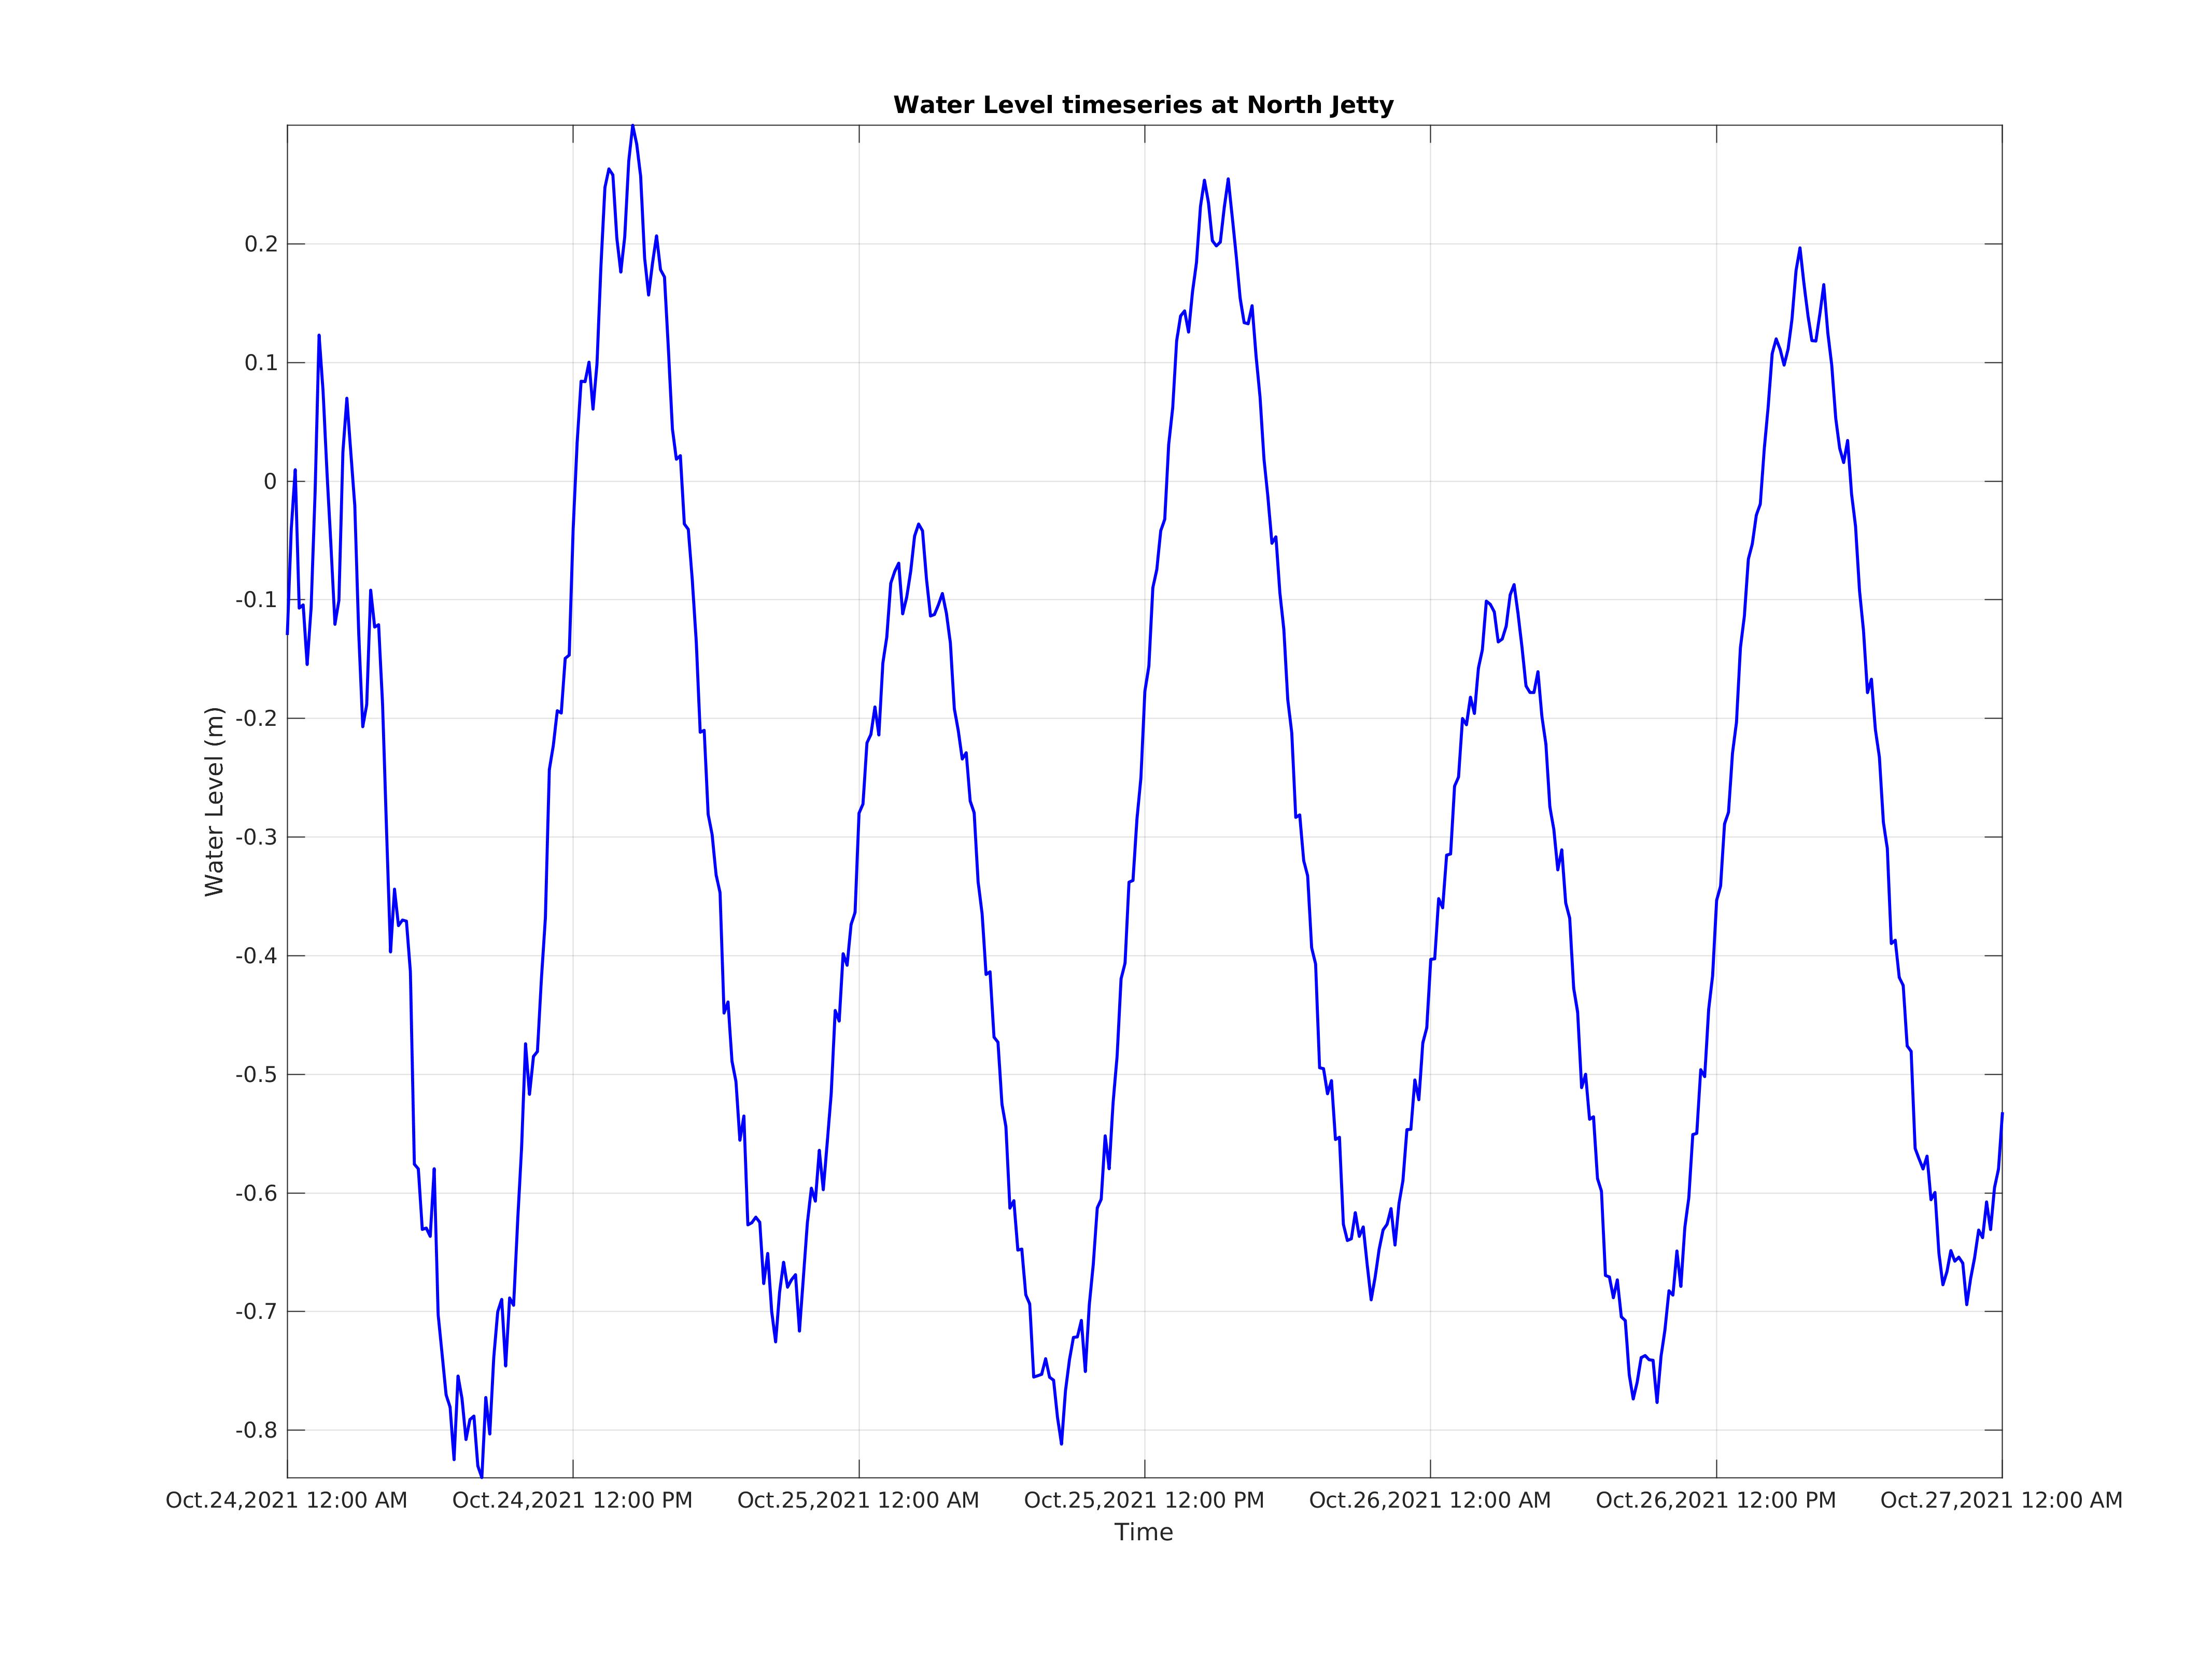 Water Level timeseries at North Jetty
Water Level (m)
0.2
0.1
0
-0.1
-0.2
-0.3
-0.4
-0.5
-0.6
-0.7
-0.8
Oct.24,2021 12:00 AM Oct.24,2021 12:00 PM Oct.25,2021 12:00 AM Oct.25,2021 12:00 PM Oct.26,2021 12:00 AM Oct.26,2021 12:00 PM Oct.27,2021 12:00 AM
Time